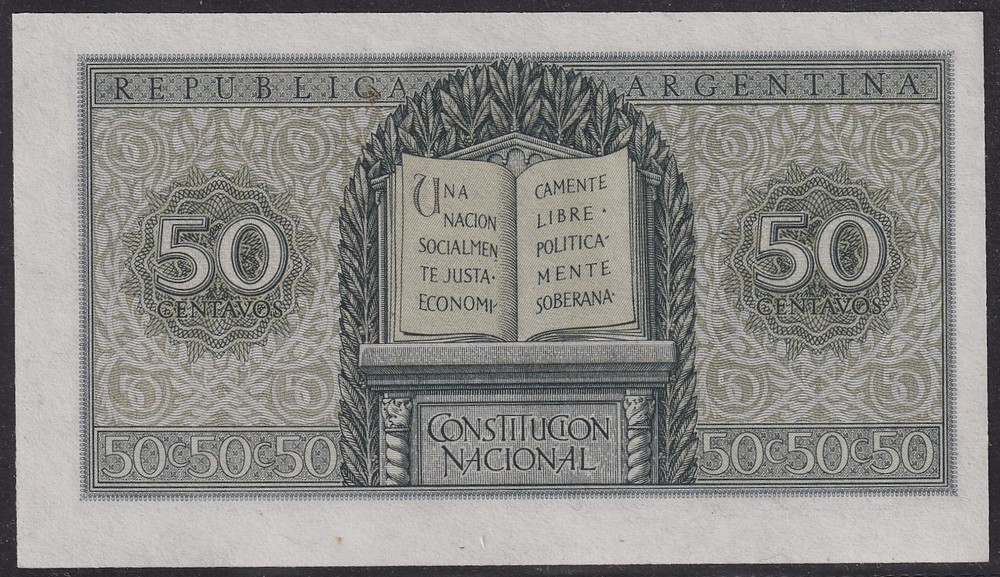 REPUBLICA ARGENTINA
50
CENTAVOS
UNA
NACION
SOCIALMEN
TE JUSTA·
ECONOMI-
CAMENTE
LIBRE·
POLITICA-
MENTE
SOBERANA·
50
CENTAVOS
50C50C50
CONSTITUCION
NACIONAL
50C50C50